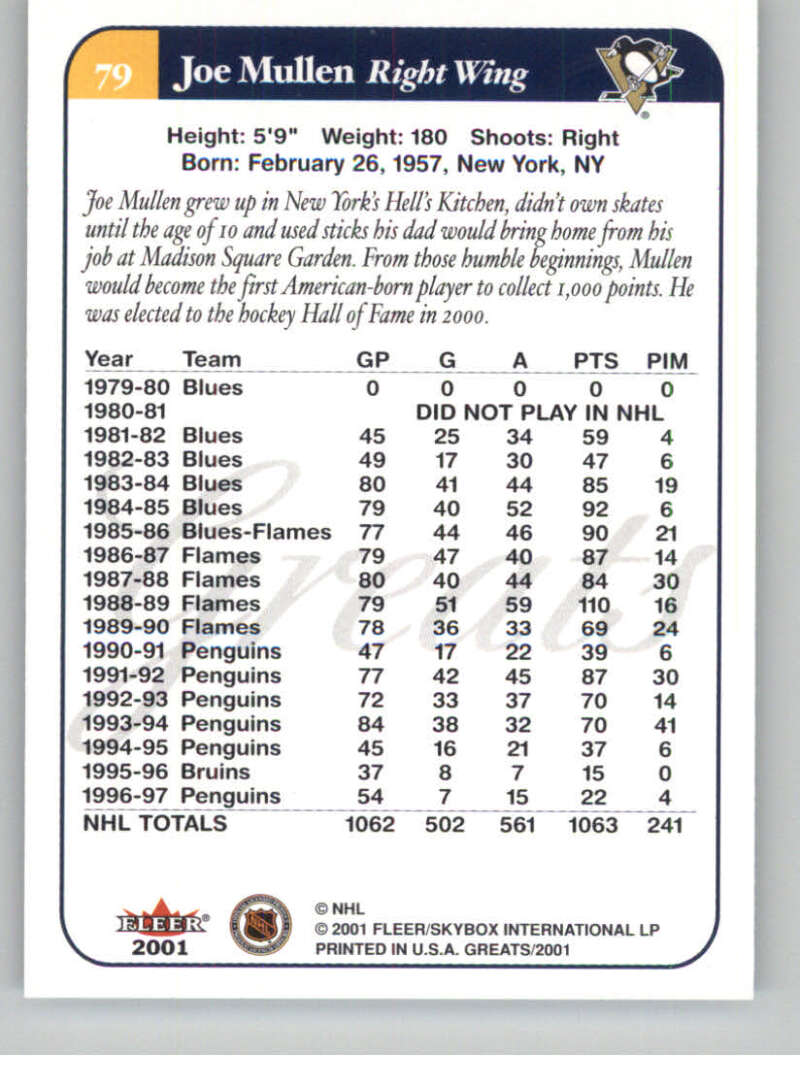 79 Joe Mullen Right Wing
Height: 5'9" Weight: 180 Shoots: Right
Born: February 26, 1957, New York, NY
Joe Mullen grew up in New York's Hell's Kitchen, didn't own skates
until the age of 10 and used sticks his dad would bring home from his
job at Madison Square Garden. From those humble beginnings, Mullen
would become the first American-born player to collect 1,000 points. He
was elected to the hockey Hall of Fame in 2000.
Year Team GP G A PTS PIM
1979-80 Blues 0 0 0 0 0
1980-81 DID NOT PLAY IN NHL
1981-82 Blues 45 25 34 59 4
1982-83 Blues 49 17 30 47 6
1983-84 Blues 80 41 44 85 19
1984-85 Blues 79 40 52 92 6
1985-86 Blues-Flames 77 44 46 90 21
1986-87 Flames 79 47 40 87 14
1987-88 Flames 80 40 44 84 30
1988-89 Flames 79 51 59 110 16
1989-90 Flames 78 36 33 69 24
1990-91 Penguins 47 17 22 39 6
1991-92 Penguins 77 42 45 87 30
1992-93 Penguins 72 33 37 70 14
1993-94 Penguins 84 38 32 70 41
1994-95 Penguins 45 16 21 37 6
1995-96 Bruins 37 8 7 15 0
1996-97 Penguins 54 7 15 22 4
NHL TOTALS 1062 502 561 1063 241
Greats
FLEER®
2001
NHL
© NHL
© 2001 FLEER/SKYBOX INTERNATIONAL LP
PRINTED IN U.S.A. GREATS/2001